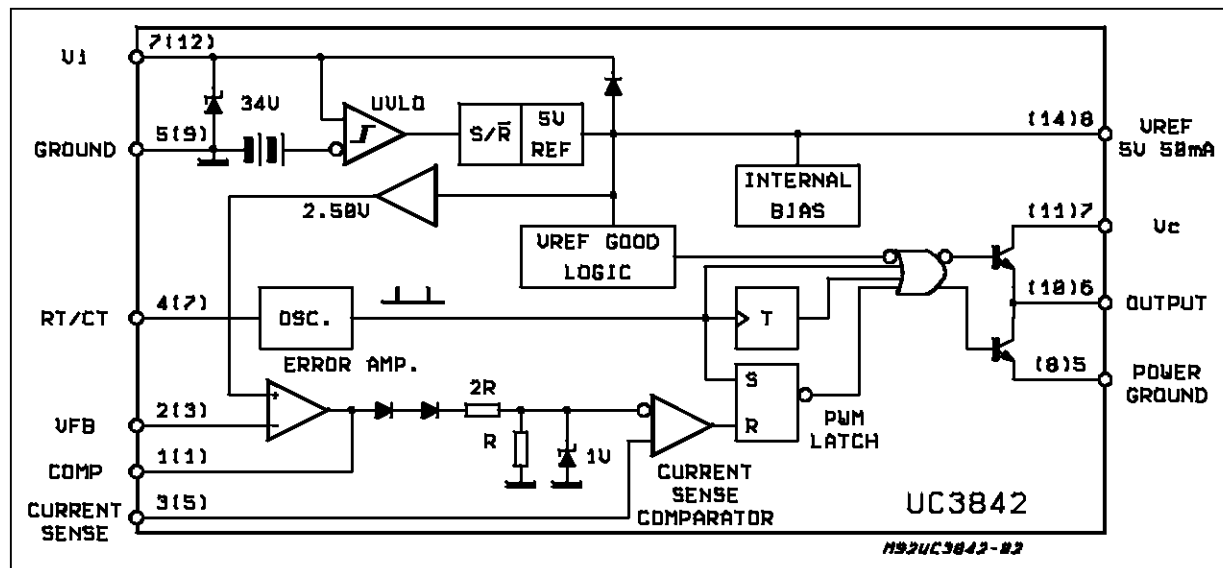 7(12)
Vi
34V
UVLO
5(9)
GROUND
S/R
5V
REF
(14)8
VREF
5V 50mA
2.50V
INTERNAL
BIAS
(11)7
Vc
VREF GOOD
LOGIC
4(7)
RT/CT
OSC.
T
(10)6
OUTPUT
ERROR AMP.
(8)5
POWER
GROUND
2(3)
VFB
+
−
2R
R
1V
S
R
PWM
LATCH
1(1)
COMP
CURRENT
SENSE
COMPARATOR
3(5)
CURRENT
SENSE
UC3842
M92UC3842-02